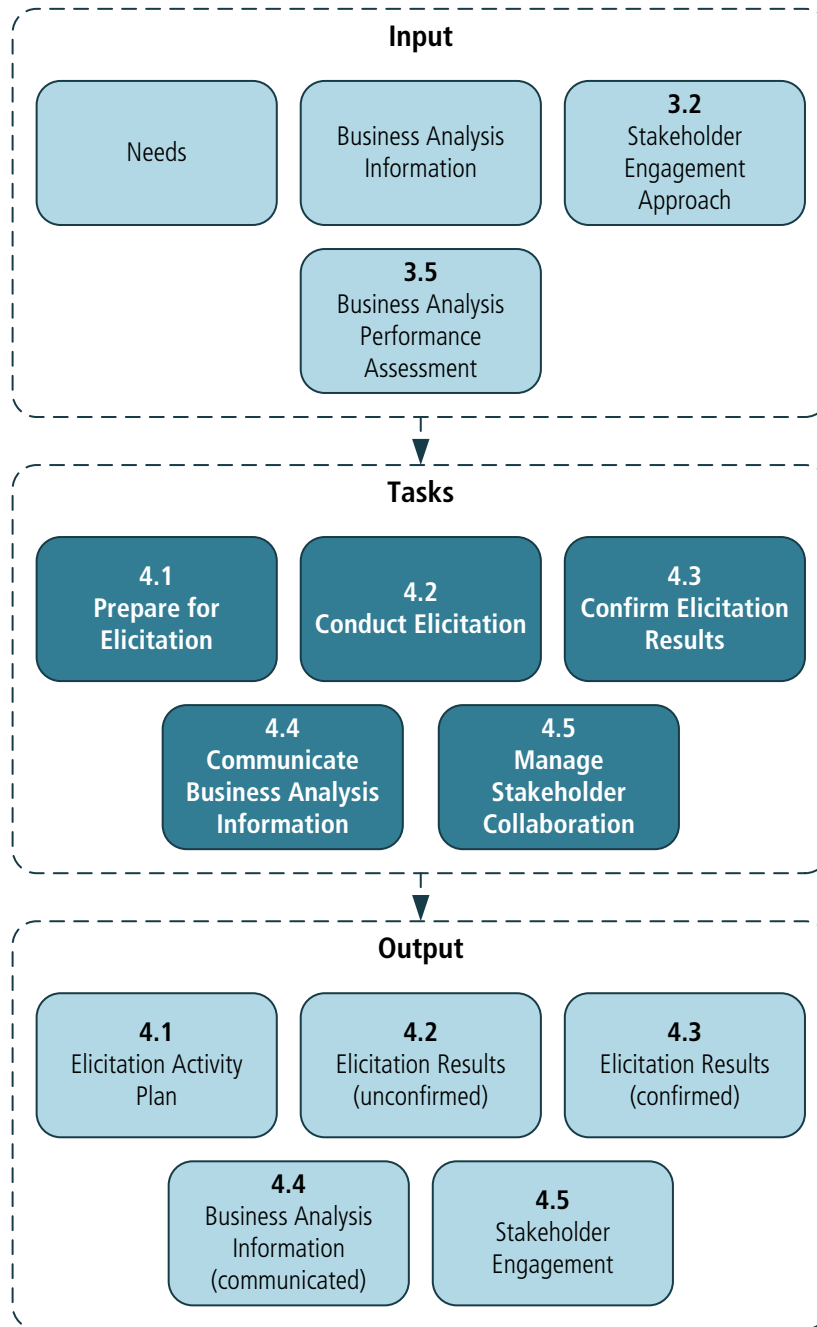 Input
Needs
Business Analysis
Information
3.2
Stakeholder
Engagement
Approach
3.5
Business Analysis
Performance
Assessment
Tasks
4.1
Prepare for
Elicitation
4.2
Conduct Elicitation
4.3
Confirm Elicitation
Results
4.4
Communicate
Business Analysis
Information
4.5
Manage
Stakeholder
Collaboration
Output
4.1
Elicitation Activity
Plan
4.2
Elicitation Results
(unconfirmed)
4.3
Elicitation Results
(confirmed)
4.4
Business Analysis
Information
(communicated)
4.5
Stakeholder
Engagement